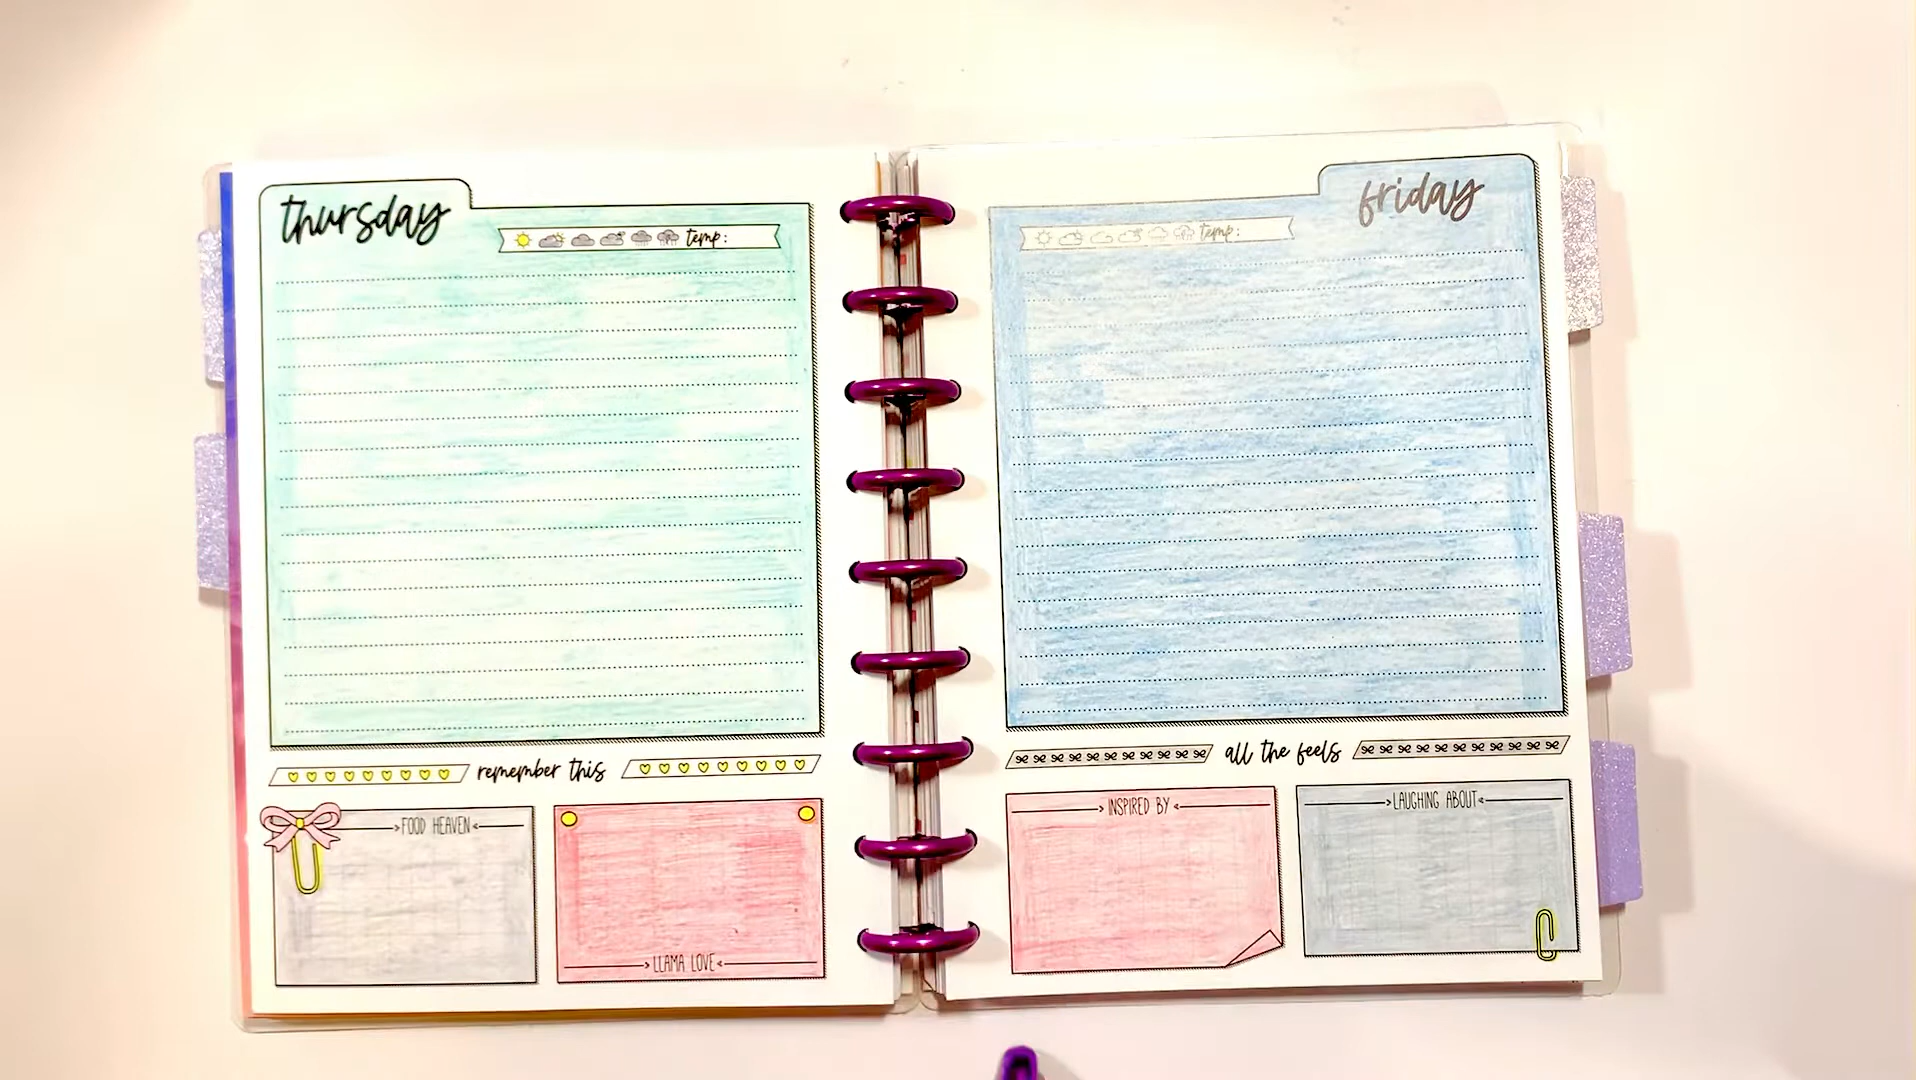 thursday
temp:
remember this
>FOOD HEAVEN<
>LLAMA LOVE<
friday
temp:
all the feels
>INSPIRED BY<
>LAUGHING ABOUT<